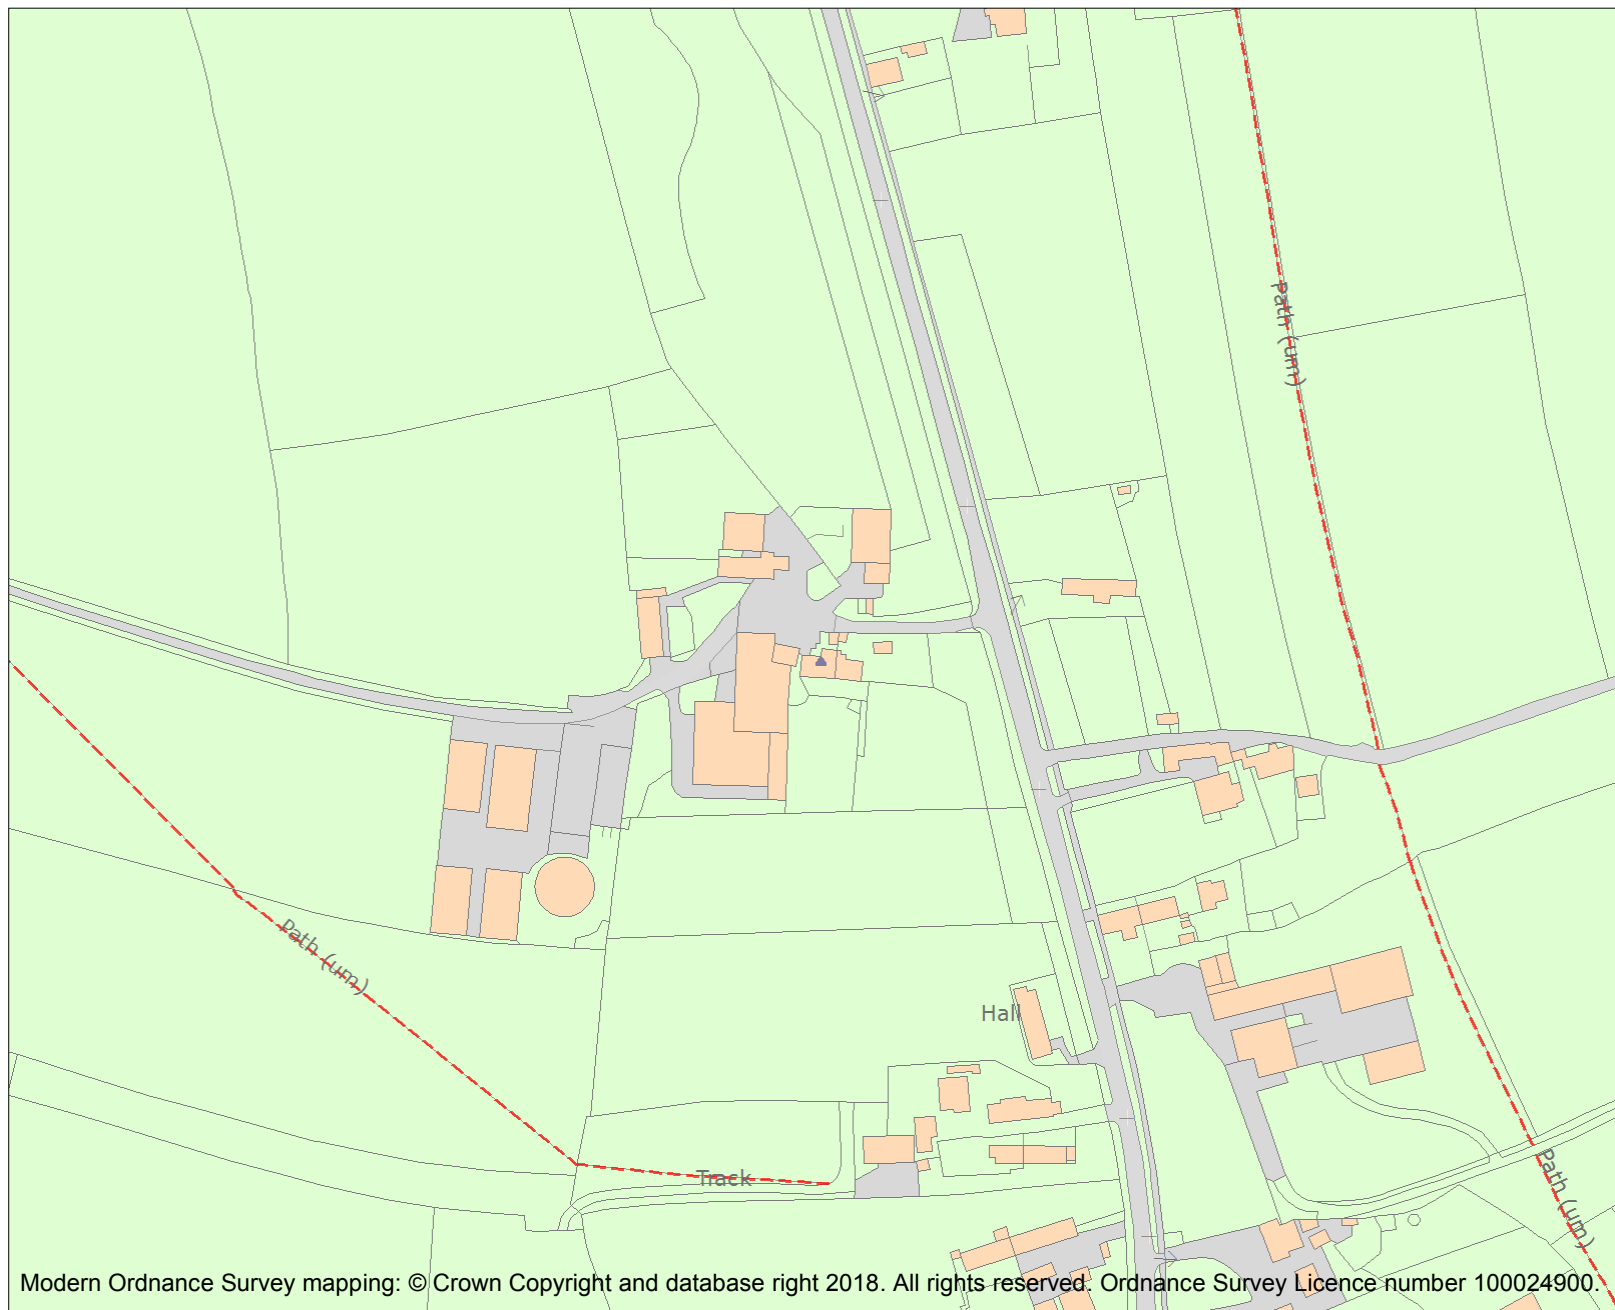 Path (um)
Path (um)
Hall
Track
Path (um)
Modern Ordnance Survey mapping: © Crown Copyright and database right 2018. All rights reserved. Ordnance Survey Licence number 100024900.